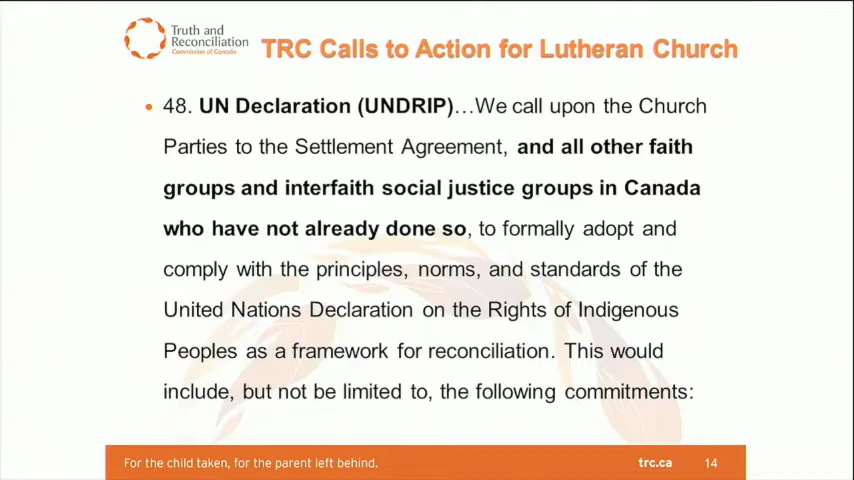 Truth and
Reconciliation
Commission of Canada
TRC Calls to Action for Lutheran Church
• 48. UN Declaration (UNDRIP)…We call upon the Church
Parties to the Settlement Agreement, and all other faith
groups and interfaith social justice groups in Canada
who have not already done so, to formally adopt and
comply with the principles, norms, and standards of the
United Nations Declaration on the Rights of Indigenous
Peoples as a framework for reconciliation. This would
include, but not be limited to, the following commitments:
For the child taken, for the parent left behind.
trc.ca 14